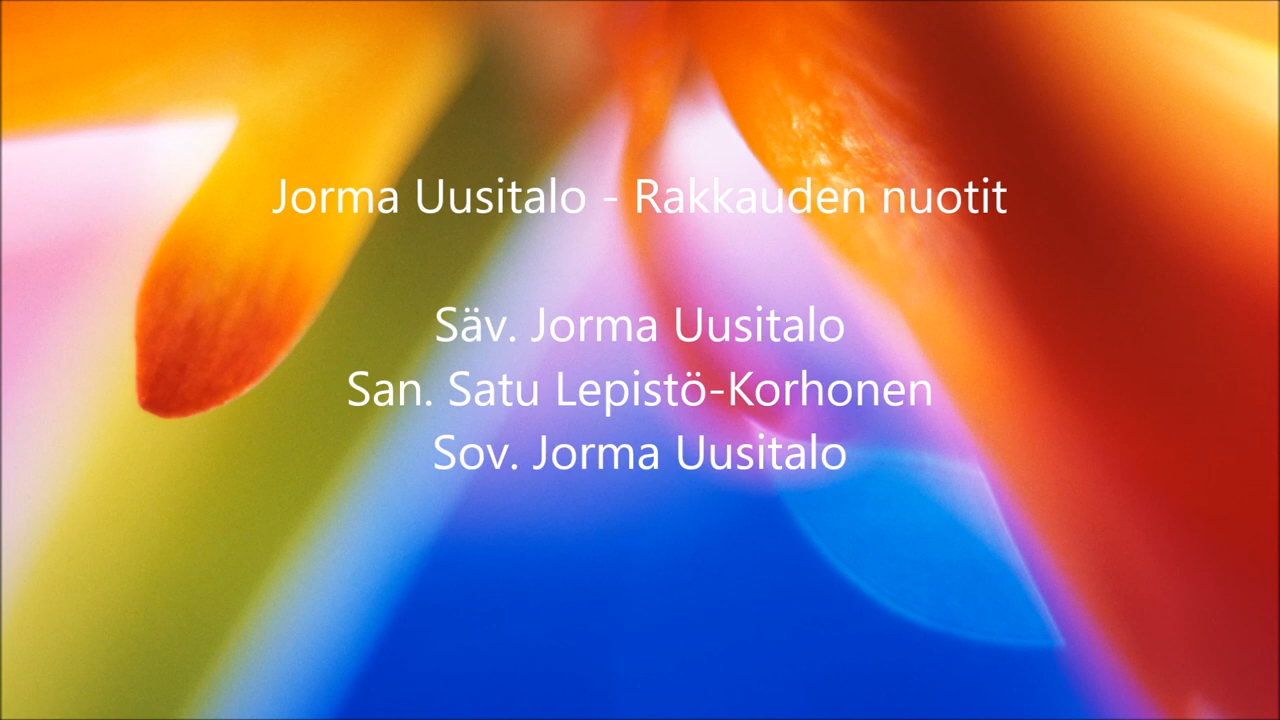 Jorma Uusitalo - Rakkauden nuotit
Säv. Jorma Uusitalo
San. Satu Lepistö-Korhonen
Sov. Jorma Uusitalo